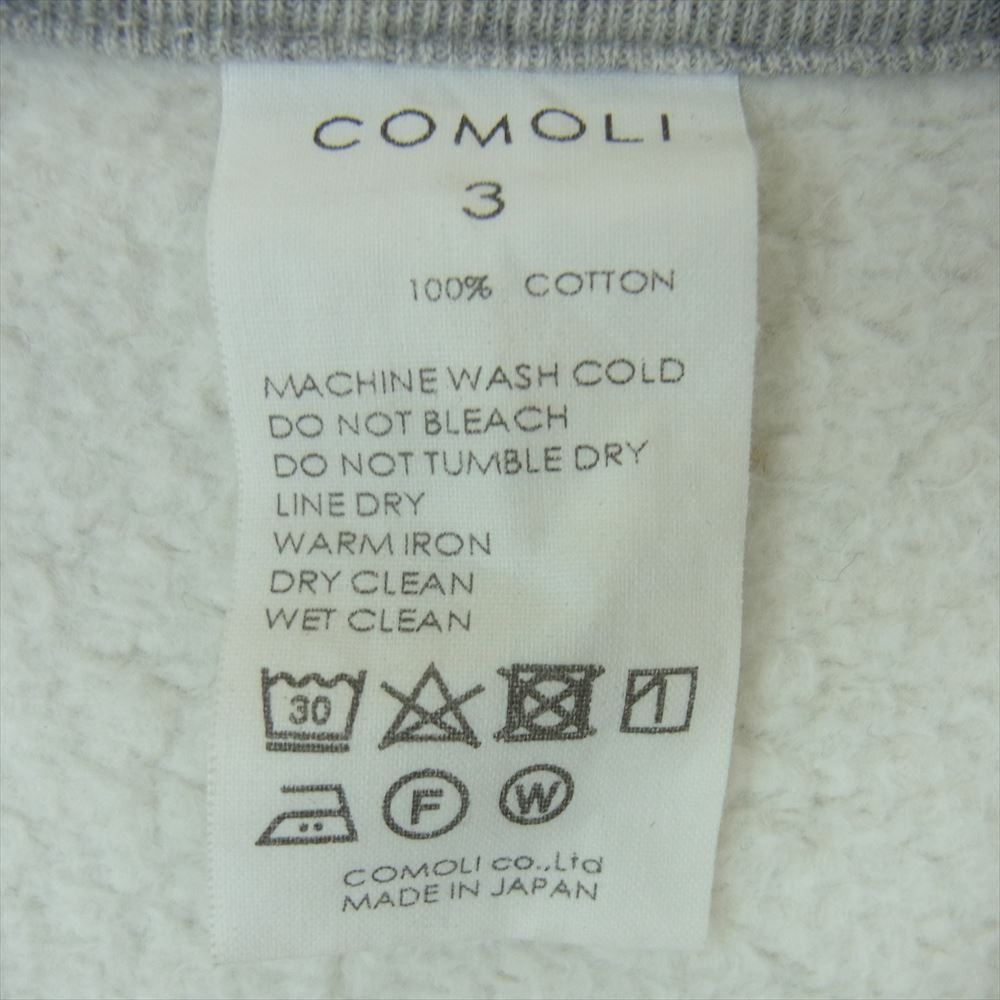 COMOLI
3
100% COTTON
MACHINE WASH COLD
DO NOT BLEACH
DO NOT TUMBLE DRY
LINE DRY
WARM IRON
DRY CLEAN
WET CLEAN
30
F W
COMOLI co.,Ltd
MADE IN JAPAN